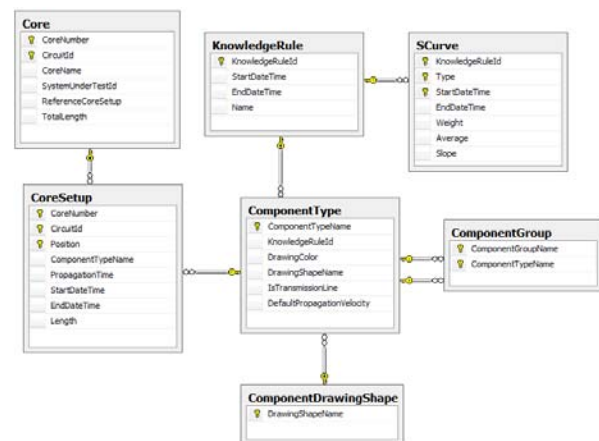 Core
CoreNumber
CircuitId
CoreName
SystemUnderTestId
ReferenceCoreSetup
TotalLength
KnowledgeRule
KnowledgeRuleId
StartDateTime
EndDateTime
Name
SCurve
KnowledgeRuleId
Type
StartDateTime
EndDateTime
Weight
Average
Slope
CoreSetup
CoreNumber
CircuitId
Position
ComponentTypeName
PropagationTime
StartDateTime
EndDateTime
Length
ComponentType
ComponentTypeName
KnowledgeRuleId
DrawingColor
DrawingShapeName
IsTransmissionLine
DefaultPropagationVelocity
ComponentGroup
ComponentGroupName
ComponentTypeName
ComponentDrawingShape
DrawingShapeName